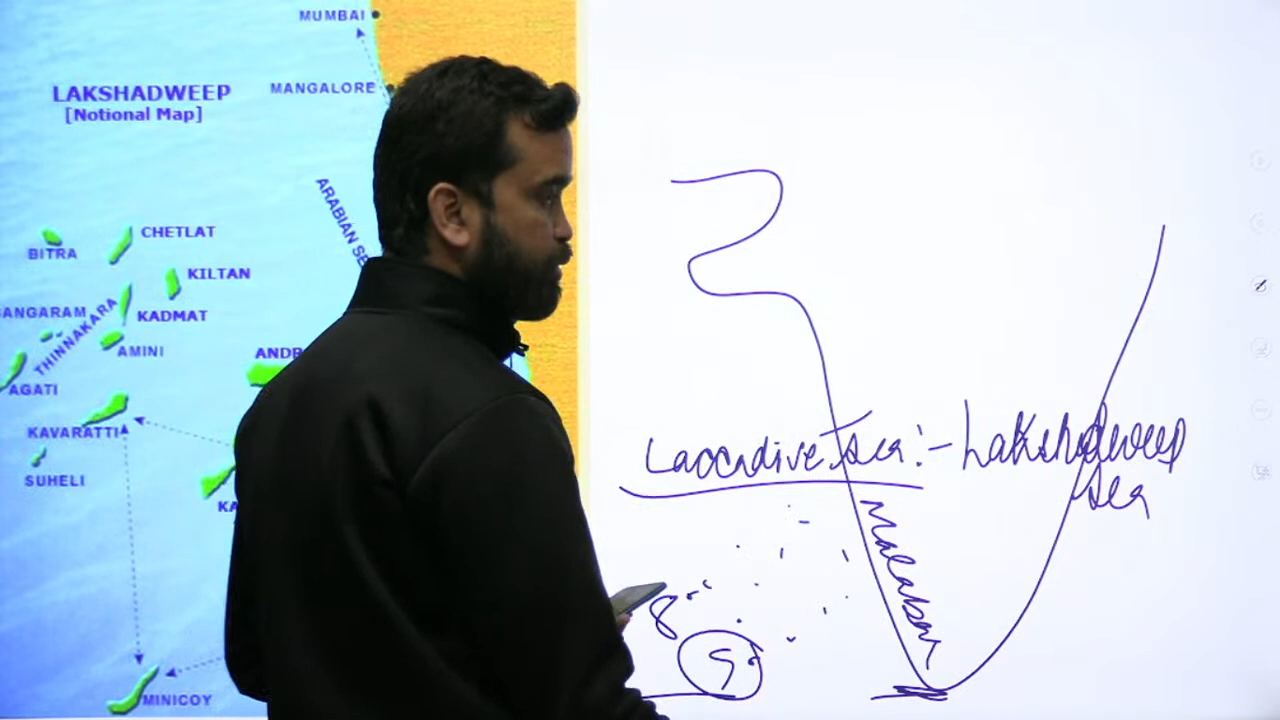 MUMBAI
MANGALORE
LAKSHADWEEP
[Notional Map]
ARABIAN SE
CHETLAT
BITRA
KILTAN
ANGARAM
THINNAKARA
KADMAT
AMINI
ANDR
AGATI
KAVARATTI
SUHELI
KA
MINICOY
Laccadive Sea :- Lakshadweep
Sea
Malabar
8°
9°